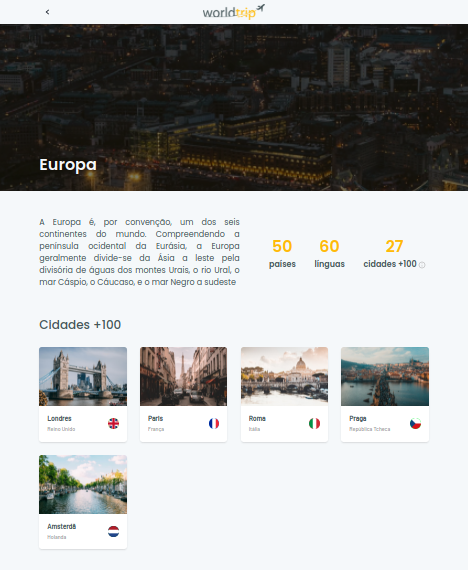 worldtrip
Europa
A Europa é, por convenção, um dos seis
continentes do mundo. Compreendendo a
península ocidental da Eurásia, a Europa
geralmente divide-se da Ásia a leste pela
divisória de águas dos montes Urais, o rio Ural, o
mar Cáspio, o Cáucaso, e o mar Negro a sudeste
50 60 27
países línguas cidades +100
Cidades +100
Londres
Reino Unido
Paris
França
Roma
Itália
Praga
República Tcheca
Amsterdã
Holanda